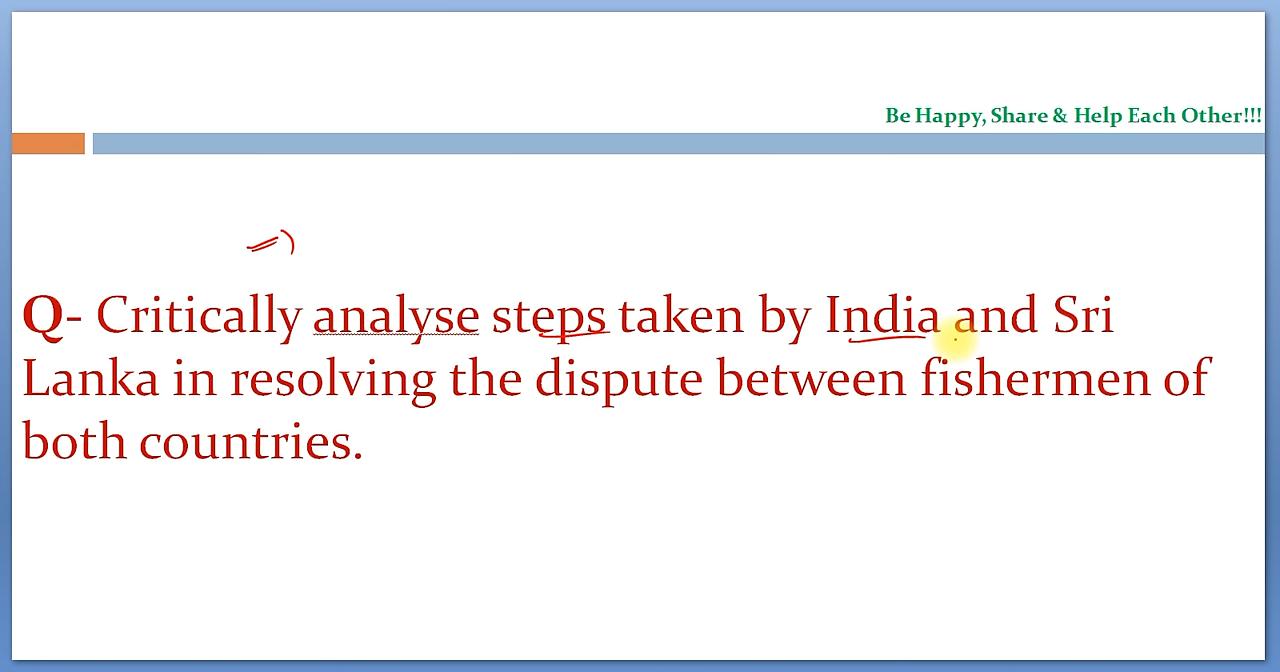 Be Happy, Share & Help Each Other!!!
Q- Critically analyse steps taken by India and Sri
Lanka in resolving the dispute between fishermen of
both countries.